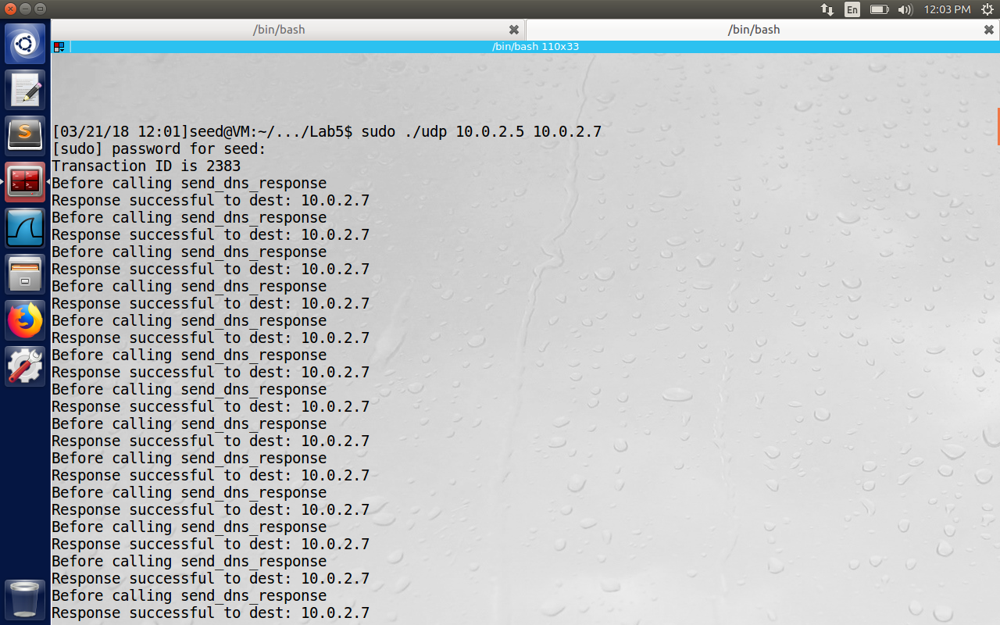 En 12:03 PM
/bin/bash /bin/bash
/bin/bash 110x33
[03/21/18 12:01]seed@VM:~/.../Lab5$ sudo ./udp 10.0.2.5 10.0.2.7
[sudo] password for seed:
Transaction ID is 2383
Before calling send_dns_response
Response successful to dest: 10.0.2.7
Before calling send_dns_response
Response successful to dest: 10.0.2.7
Before calling send_dns_response
Response successful to dest: 10.0.2.7
Before calling send_dns_response
Response successful to dest: 10.0.2.7
Before calling send_dns_response
Response successful to dest: 10.0.2.7
Before calling send_dns_response
Response successful to dest: 10.0.2.7
Before calling send_dns_response
Response successful to dest: 10.0.2.7
Before calling send_dns_response
Response successful to dest: 10.0.2.7
Before calling send_dns_response
Response successful to dest: 10.0.2.7
Before calling send_dns_response
Response successful to dest: 10.0.2.7
Before calling send_dns_response
Response successful to dest: 10.0.2.7
Before calling send_dns_response
Response successful to dest: 10.0.2.7
Before calling send_dns_response
Response successful to dest: 10.0.2.7